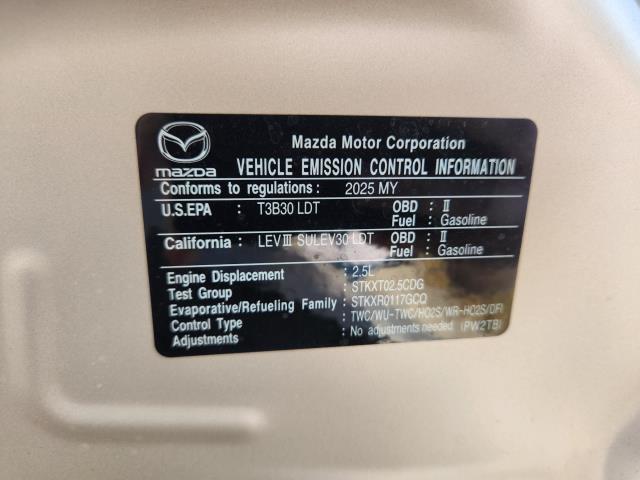 Mazda Motor Corporation
mazda VEHICLE EMISSION CONTROL INFORMATION
Conforms to regulations : 2025 MY
U.S.EPA : T3B30 LDT OBD : II
Fuel : Gasoline
California : LEVIII SULEV30 LDT OBD : II
Fuel : Gasoline
Engine Displacement : 2.5L
Test Group : STKXT02.5CDG
Evaporative/Refueling Family : STKXR0117GCQ
Control Type : TWC/WU-TWC/HO2S/WR-HO2S/DFI
Adjustments : No adjustments needed (PW2TB)